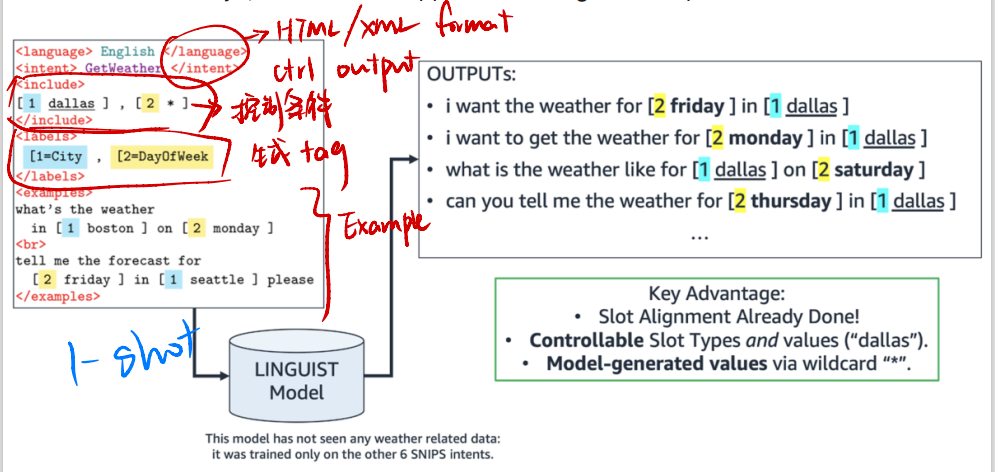 <language> English </language>
<intent> GetWeather </intent>
<include>
[ 1 dallas ] , [ 2 * ]
</include>
<labels>
[1=City , [2=DayOfWeek
</labels>
<examples>
what's the weather
in [ 1 boston ] on [ 2 monday ]
<br>
tell me the forecast for
[ 2 friday ] in [ 1 seattle ] please
</examples>
HTML/xml format
ctrl output
控制条件
生成 tag
Example
1-shot
LINGUIST
Model
This model has not seen any weather related data:
it was trained only on the other 6 SNIPS intents.
OUTPUTs:
• i want the weather for [2 friday ] in [1 dallas ]
• i want to get the weather for [2 monday ] in [1 dallas ]
• what is the weather like for [1 dallas ] on [2 saturday ]
• can you tell me the weather for [2 thursday ] in [1 dallas ]
...
Key Advantage:
• Slot Alignment Already Done!
• Controllable Slot Types and values ("dallas").
• Model-generated values via wildcard "*".